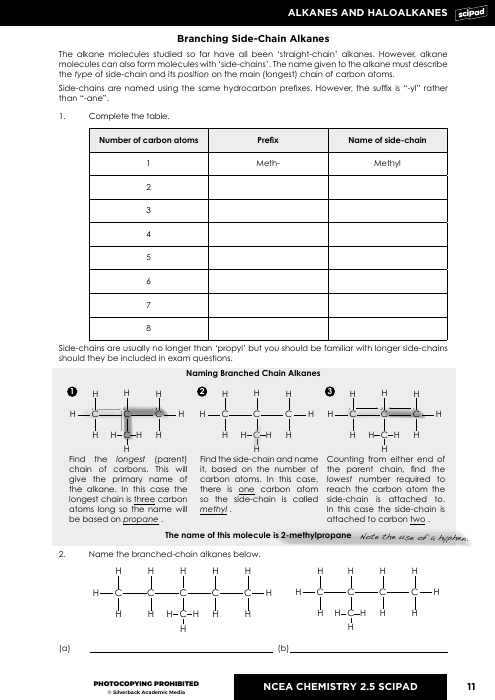 ALKANES AND HALOALKANES scipad
Branching Side-Chain Alkanes
The alkane molecules studied so far have all been 'straight-chain' alkanes. However, alkane
molecules can also form molecules with 'side-chains'. The name given to the alkane must describe
the type of side-chain and its position on the main (longest) chain of carbon atoms.
Side-chains are named using the same hydrocarbon prefixes. However, the suffix is "-yl" rather
than "-ane".
1. Complete the table.
Number of carbon atoms Prefix Name of side-chain
1 Meth- Methyl
2
3
4
5
6
7
8
Side-chains are usually no longer than 'propyl' but you should be familiar with longer side-chains
should they be included in exam questions.
Naming Branched Chain Alkanes
1 2 3
H H H H H H H H H
H C C C H H C C C H H C C C H
H H C H H H H C H H H H C H H
H H H
Find the longest (parent)
chain of carbons. This will
give the primary name of
the alkane. In this case the
longest chain is three carbon
atoms long so the name will
be based on propane .
Find the side-chain and name
it, based on the number of
carbon atoms. In this case,
there is one carbon atom
so the side-chain is called
methyl .
Counting from either end of
the parent chain, find the
lowest number required to
reach the carbon atom the
side-chain is attached to.
In this case the side-chain is
attached to carbon two .
The name of this molecule is 2-methylpropane Note the use of a hyphen.
2. Name the branched-chain alkanes below.
H H H H H H H H H
H C C C C C H H C C C C H
H H H C H H H H H C H H H
H H
(a) (b)
PHOTOCOPYING PROHIBITED
© Silverback Academic Media
NCEA CHEMISTRY 2.5 SCIPAD 11